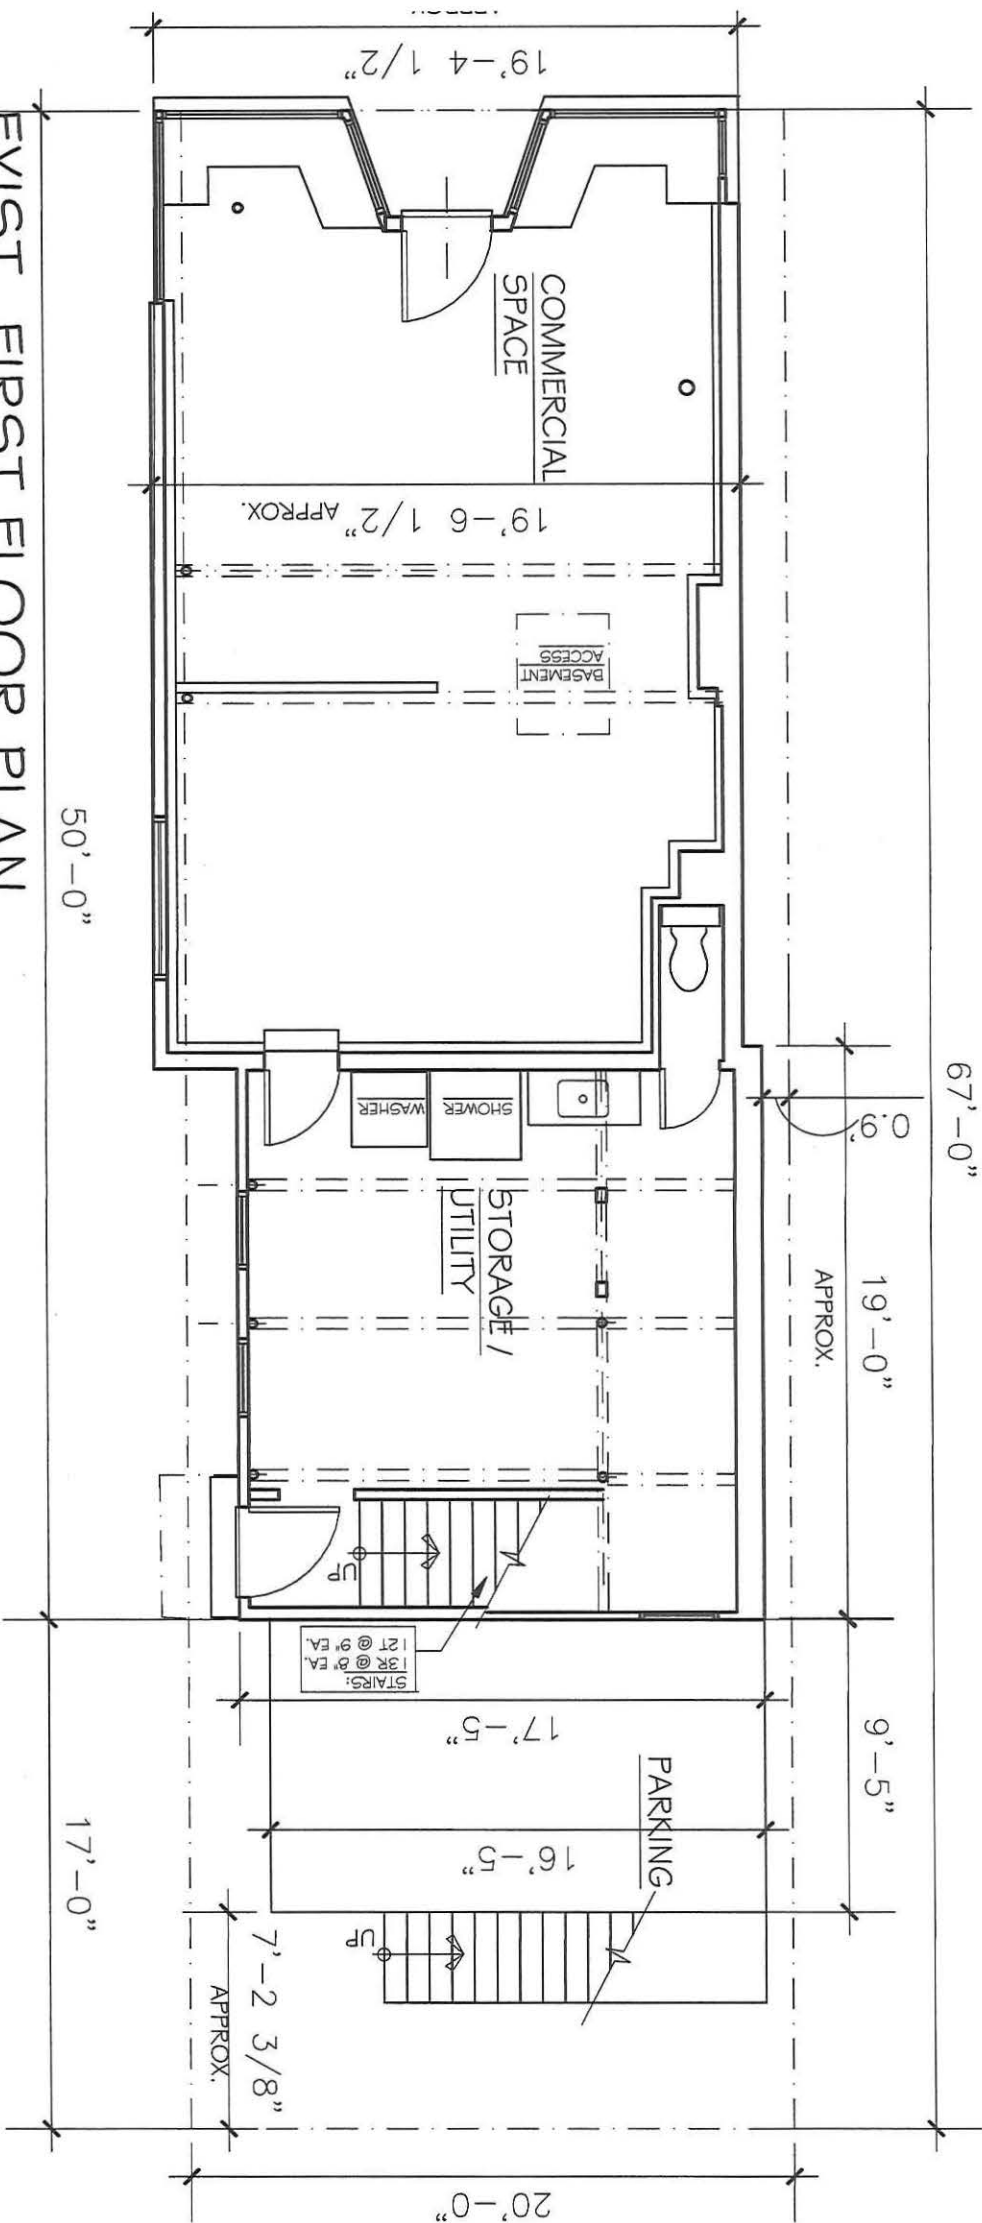 19'-4 1/2"
COMMERCIAL
SPACE
19'-6 1/2" APPROX.
BASEMENT
ACCESS
67'-0"
0.9'
19'-0"
APPROX.
WASHER
SHOWER
STORAGE /
UTILITY
UP
STAIRS:
13R @ 8" EA.
12T @ 9" EA.
17'-5"
9'-5"
PARKING
16'-5"
UP
7'-2 3/8"
APPROX.
20'-0"
50'-0"
17'-0"
EXIST. FIRST FLOOR PLAN